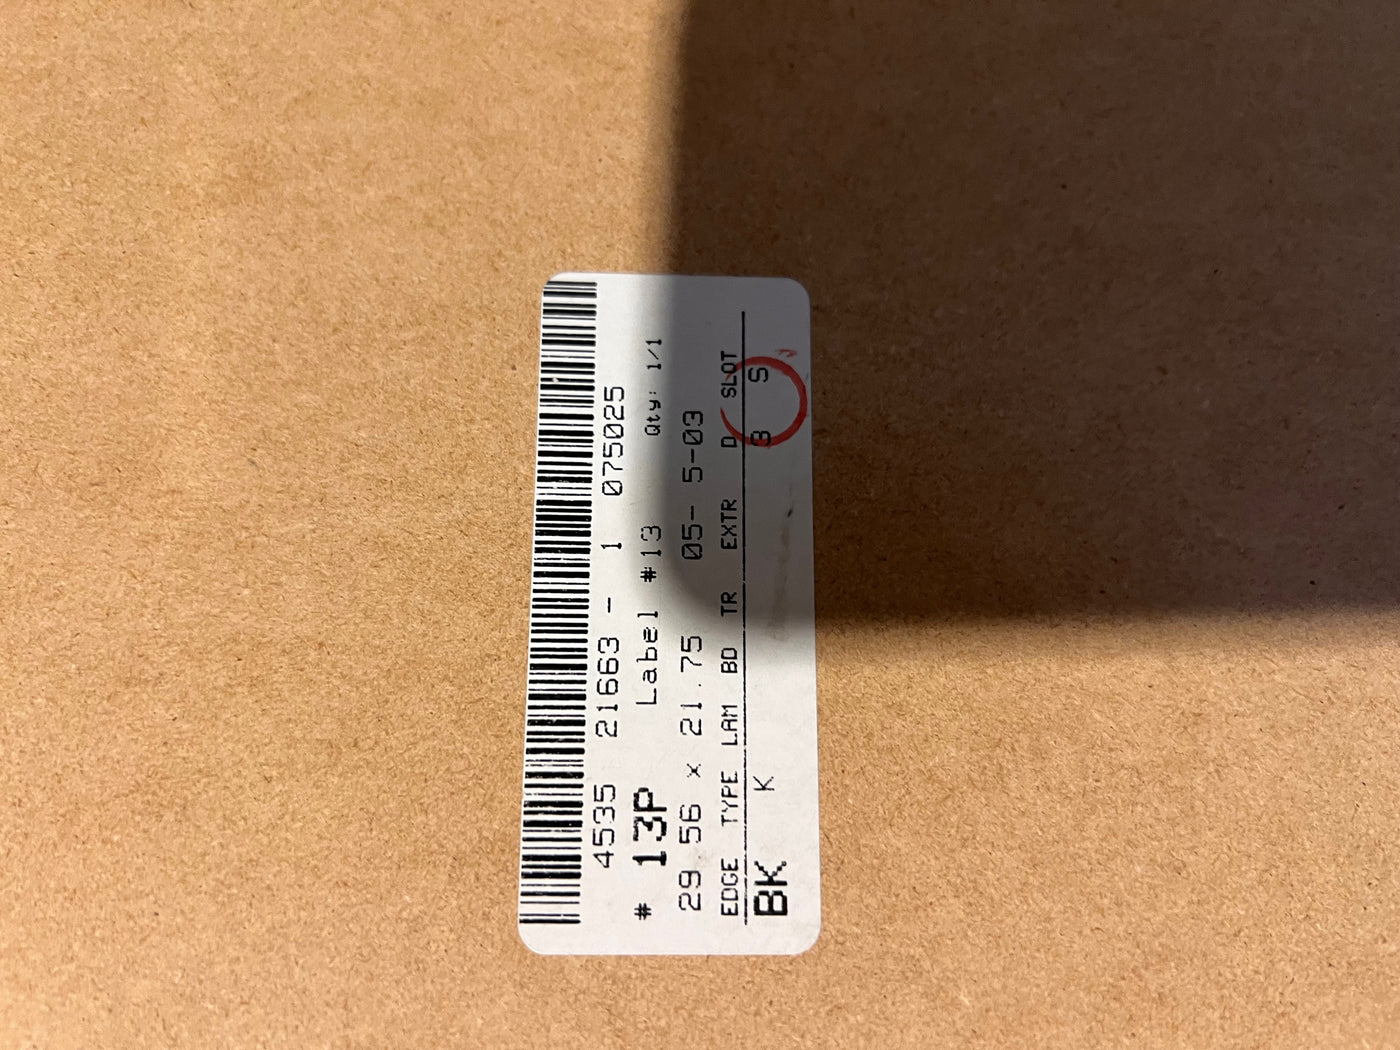 4535 21663 - 1 075025
# 13P Label #13 Qty: 1/1
29 56 x 21.75 05- 5-03
EDGE TYPE LAM BD TR EXTR D SLOT
BK K B S